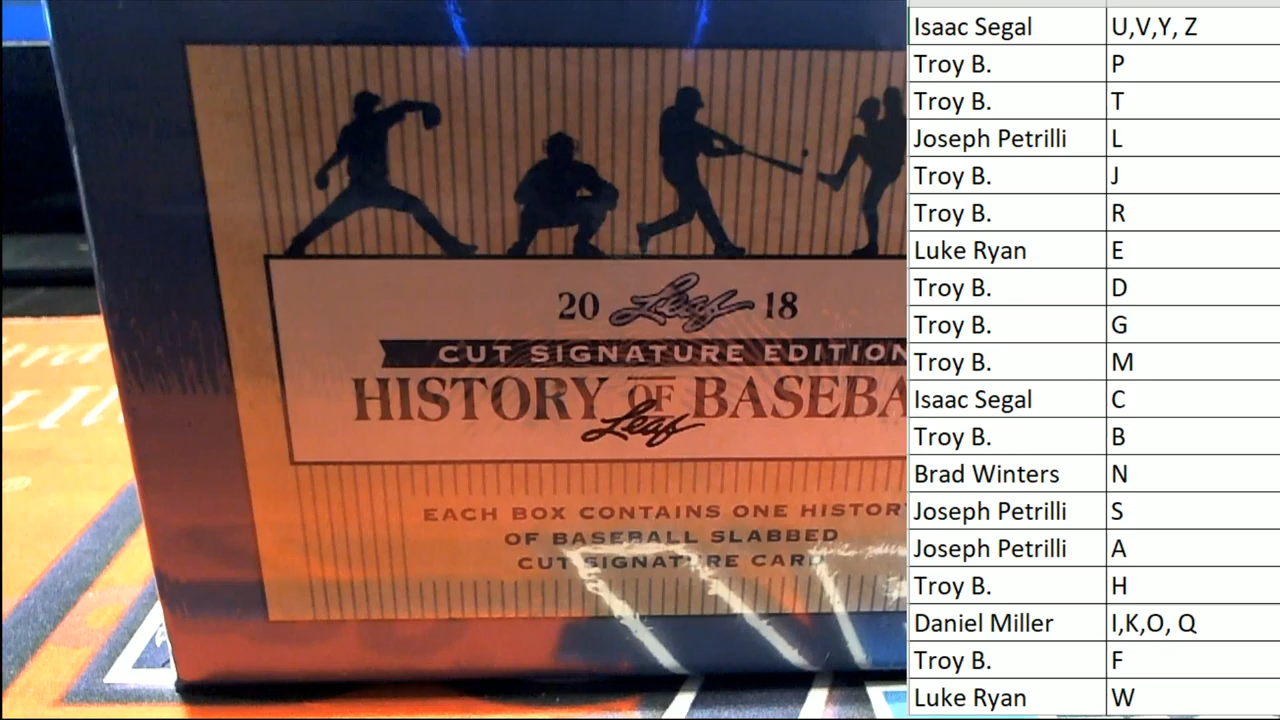 20 Leaf 18
CUT SIGNATURE EDITION
HISTORY OF BASEBA
Leaf
EACH BOX CONTAINS ONE HISTOR
OF BASEBALL SLABBED
CUT SIGNATURE CARD
Isaac Segal U,V,Y, Z
Troy B. P
Troy B. T
Joseph Petrilli L
Troy B. J
Troy B. R
Luke Ryan E
Troy B. D
Troy B. G
Troy B. M
Isaac Segal C
Troy B. B
Brad Winters N
Joseph Petrilli S
Joseph Petrilli A
Troy B. H
Daniel Miller I,K,O, Q
Troy B. F
Luke Ryan W